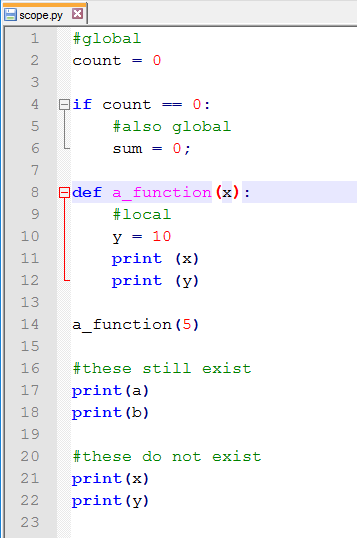 scope.py
1 #global
2 count = 0
3
4 if count == 0:
5 #also global
6 sum = 0;
7
8 def a_function(x):
9 #local
10 y = 10
11 print (x)
12 print (y)
13
14 a_function(5)
15
16 #these still exist
17 print(a)
18 print(b)
19
20 #these do not exist
21 print(x)
22 print(y)
23